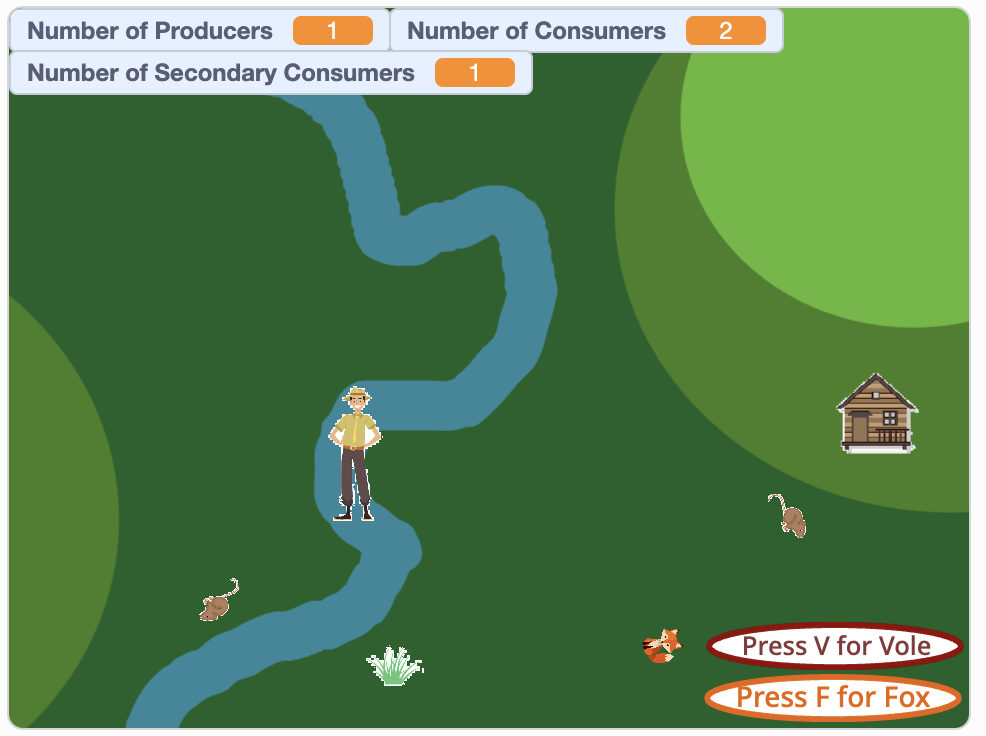 Number of Producers 1 Number of Consumers 2
Number of Secondary Consumers 1
Press V for Vole
Press F for Fox